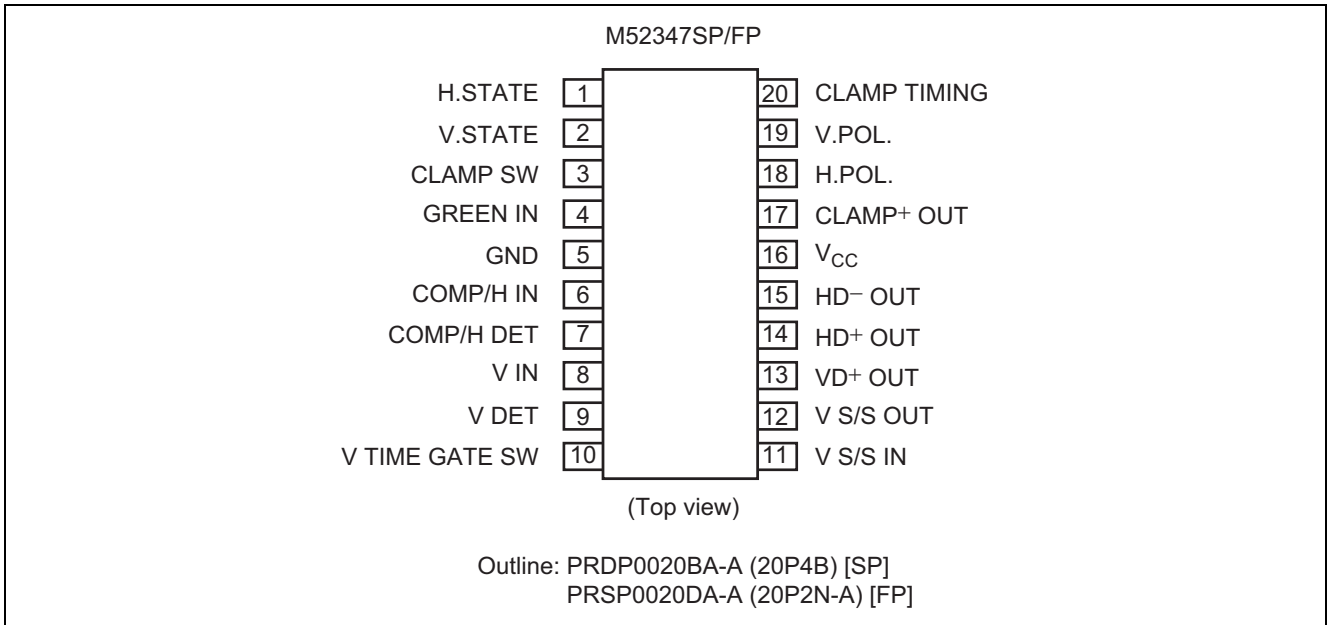 M52347SP/FP
H.STATE 1 20 CLAMP TIMING
V.STATE 2 19 V.POL.
CLAMP SW 3 18 H.POL.
GREEN IN 4 17 CLAMP+ OUT
GND 5 16 VCC
COMP/H IN 6 15 HD− OUT
COMP/H DET 7 14 HD+ OUT
V IN 8 13 VD+ OUT
V DET 9 12 V S/S OUT
V TIME GATE SW 10 11 V S/S IN
(Top view)
Outline: PRDP0020BA-A (20P4B) [SP]
PRSP0020DA-A (20P2N-A) [FP]